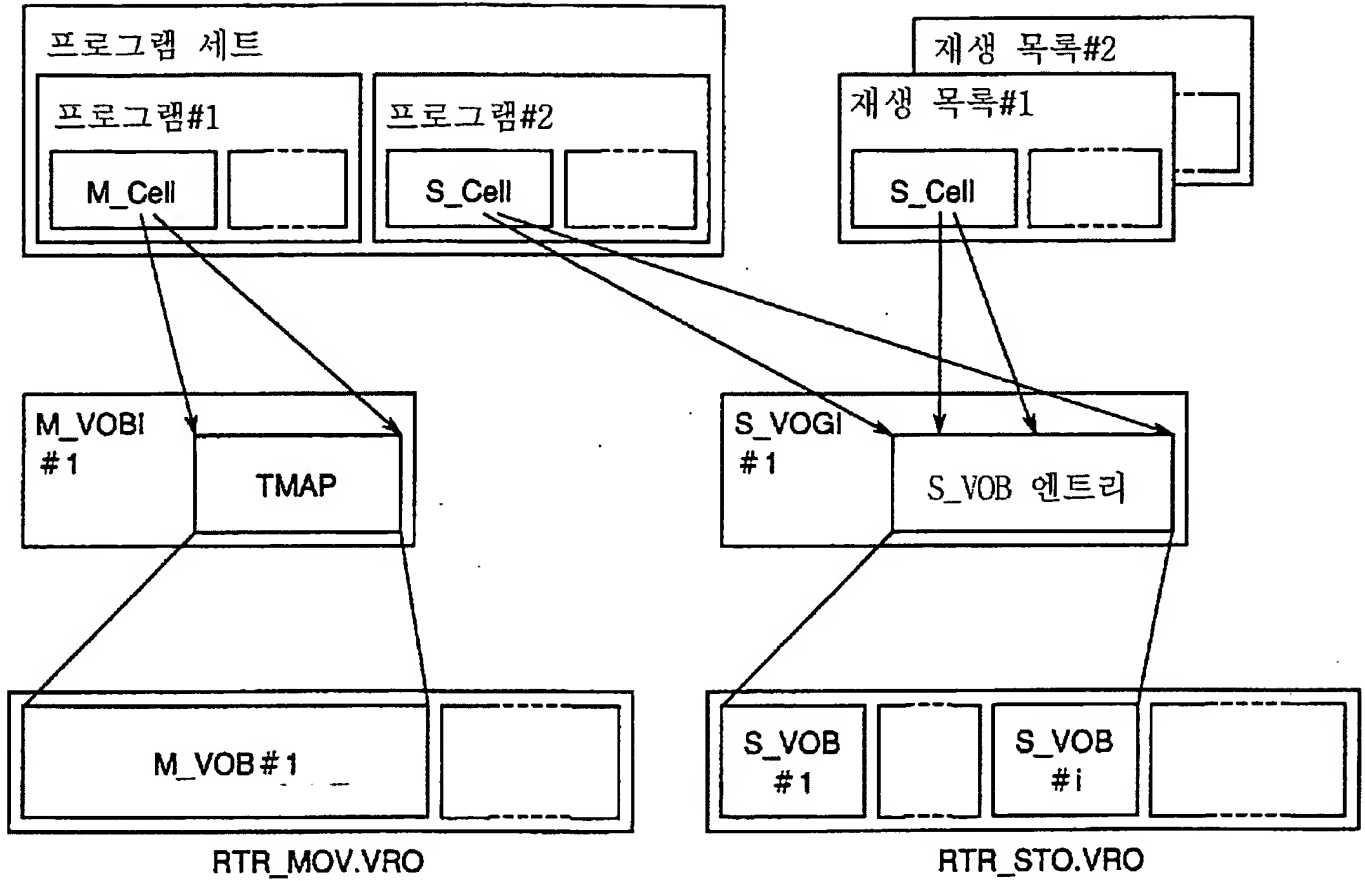 프로그램 세트
프로그램#1
M_Cell
프로그램#2
S_Cell
재생 목록#2
재생 목록#1
S_Cell
M_VOBI
#1
TMAP
S_VOGI
#1
S_VOB 엔트리
M_VOB#1
S_VOB
#1
S_VOB
#i
RTR_MOV.VRO
RTR_STO.VRO